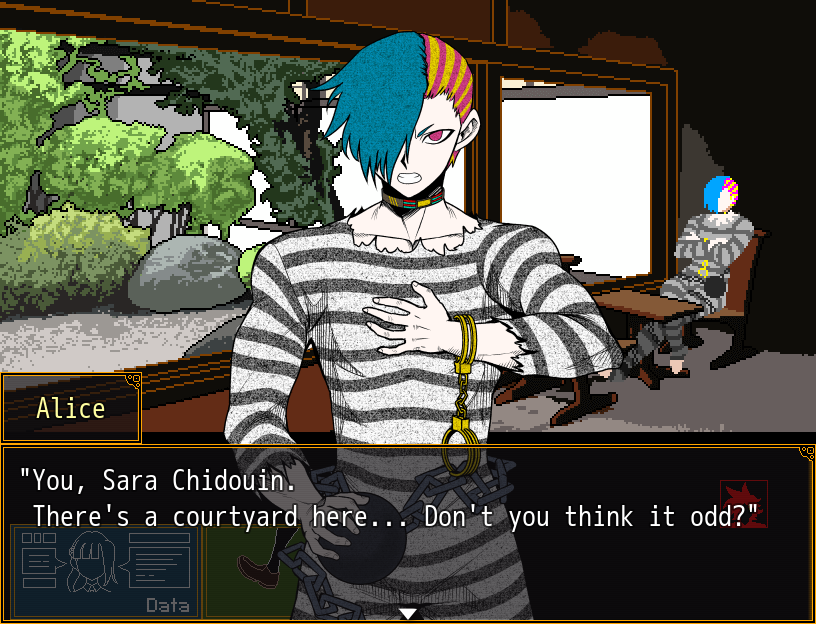 Alice
"You, Sara Chidouin.
There's a courtyard here... Don't you think it odd?"
Data